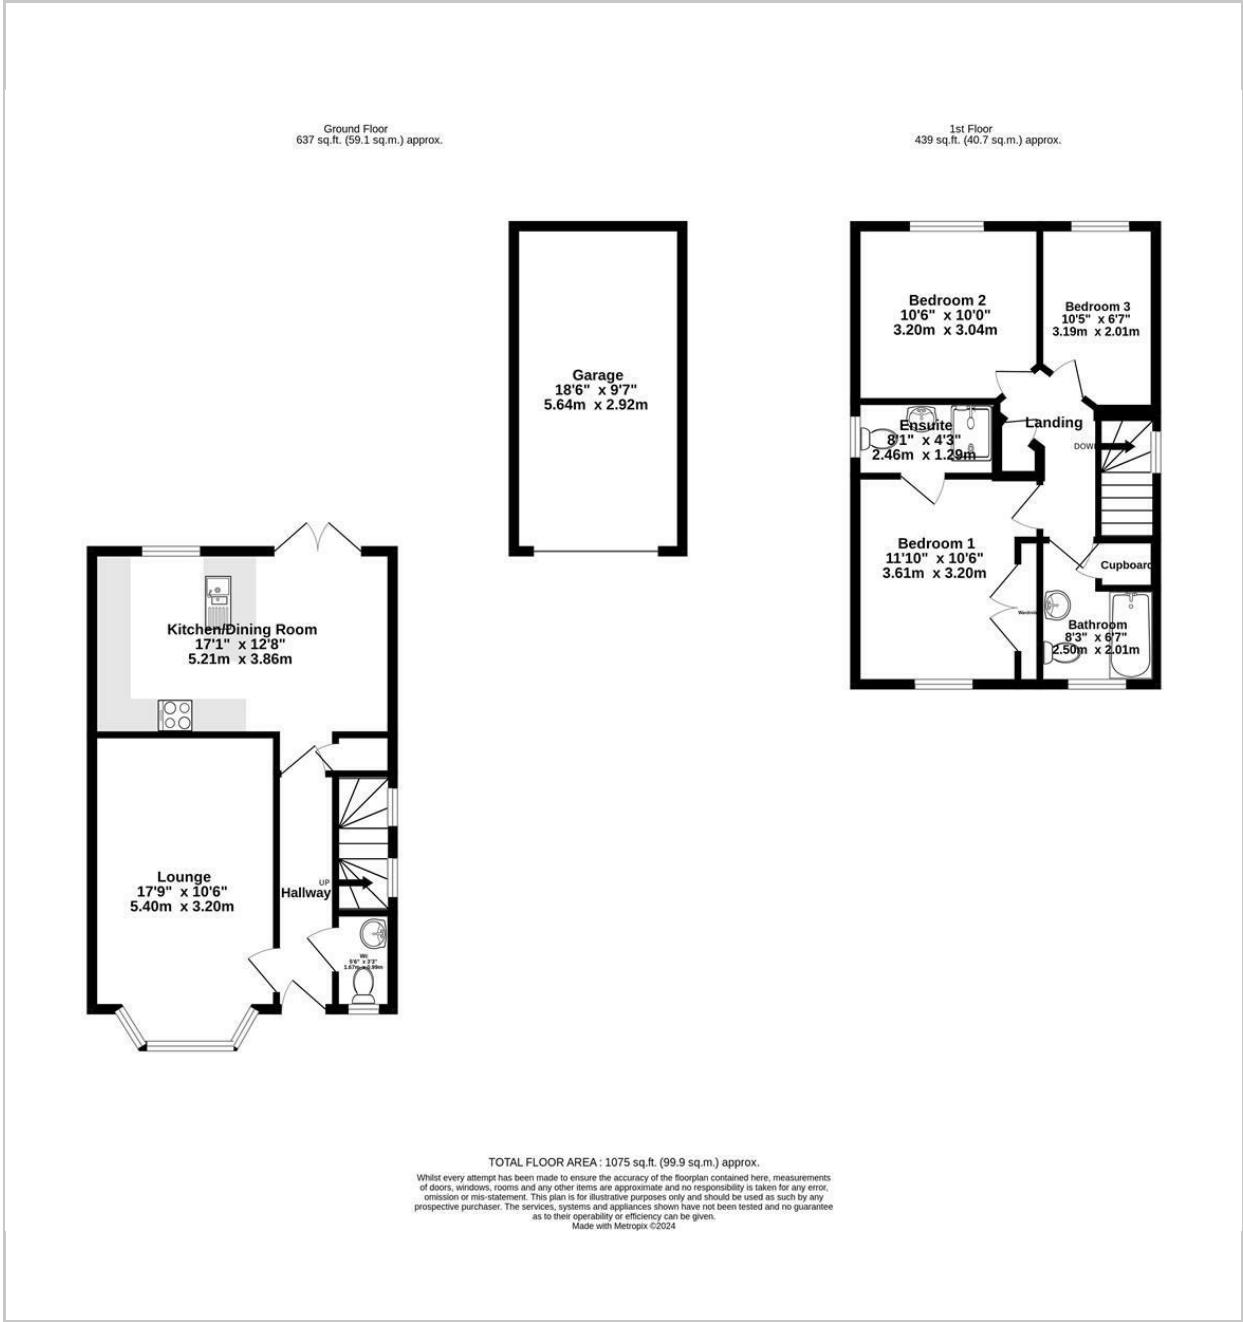 Ground Floor
637 sq.ft. (59.1 sq.m.) approx.
1st Floor
439 sq.ft. (40.7 sq.m.) approx.
Garage
18'6" x 9'7"
5.64m x 2.92m
Bedroom 2
10'6" x 10'0"
3.20m x 3.04m
Bedroom 3
10'5" x 6'7"
3.19m x 2.01m
Ensuite
8'1" x 4'3"
2.46m x 1.29m
Landing
DOWN
Bedroom 1
11'10" x 10'6"
3.61m x 3.20m
Wardrobe
Cupboard
Bathroom
8'3" x 6'7"
2.50m x 2.01m
Kitchen/Dining Room
17'1" x 12'8"
5.21m x 3.86m
Lounge
17'9" x 10'6"
5.40m x 3.20m
UP
Hallway
Wc
5'6" x 3'3"
1.67m x 0.99m
TOTAL FLOOR AREA : 1075 sq.ft. (99.9 sq.m.) approx.
Whilst every attempt has been made to ensure the accuracy of the floorplan contained here, measurements
of doors, windows, rooms and any other items are approximate and no responsibility is taken for any error,
omission or mis-statement. This plan is for illustrative purposes only and should be used as such by any
prospective purchaser. The services, systems and appliances shown have not been tested and no guarantee
as to their operability or efficiency can be given.
Made with Metropix ©2024